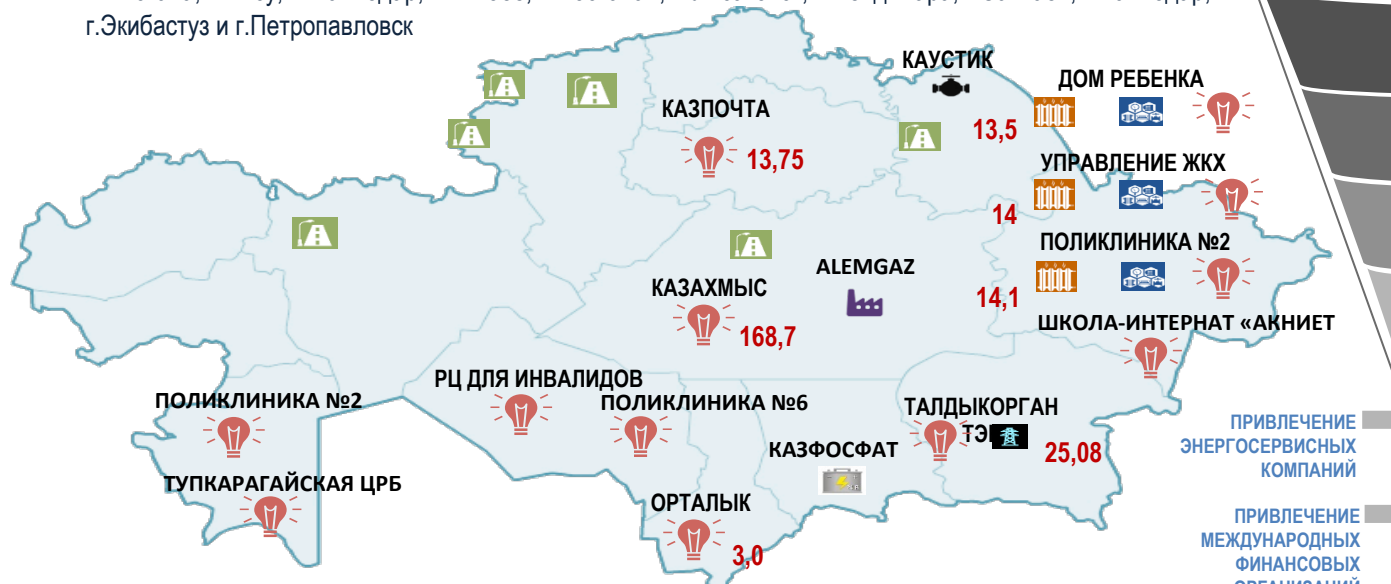 г.Экибастуз и г.Петропавловск
КАУСТИК
ДОМ РЕБЕНКА
КАЗПОЧТА
13,5
13,75
УПРАВЛЕНИЕ ЖКХ
14
ПОЛИКЛИНИКА №2
ALEMGAZ
КАЗАХМЫС
14,1
168,7
ШКОЛА-ИНТЕРНАТ «АКНИЕТ
РЦ ДЛЯ ИНВАЛИДОВ
ПОЛИКЛИНИКА №2
ПОЛИКЛИНИКА №6
ТАЛДЫКОРГАН
КАЗФОСФАТ
25,08
ТУПКАРАГАЙСКАЯ ЦРБ
ОРТАЛЫК
3,0
ПРИВЛЕЧЕНИЕ
ЭНЕРГОСЕРВИСНЫХ
КОМПАНИЙ
ПРИВЛЕЧЕНИЕ
МЕЖДУНАРОДНЫХ
ФИНАНСОВЫХ
ОРГАНИЗАЦИЙ